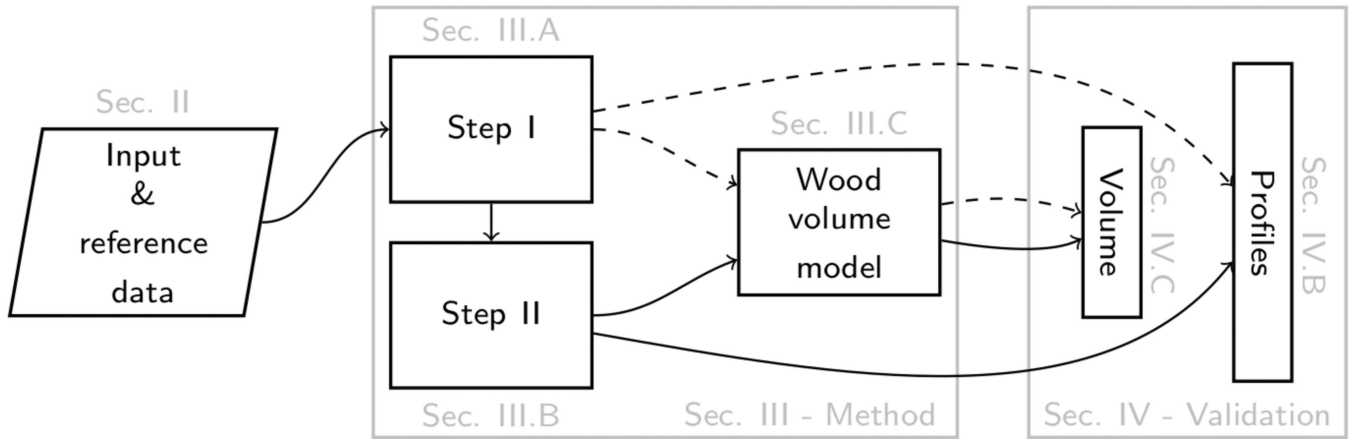 Sec. II
Input
&
reference
data
Sec. III.A
Step I
Step II
Sec. III.B
Sec. III.C
Wood
volume
model
Sec. III - Method
Volume
Sec. IV.C
Profiles
Sec. IV.B
Sec. IV - Validation